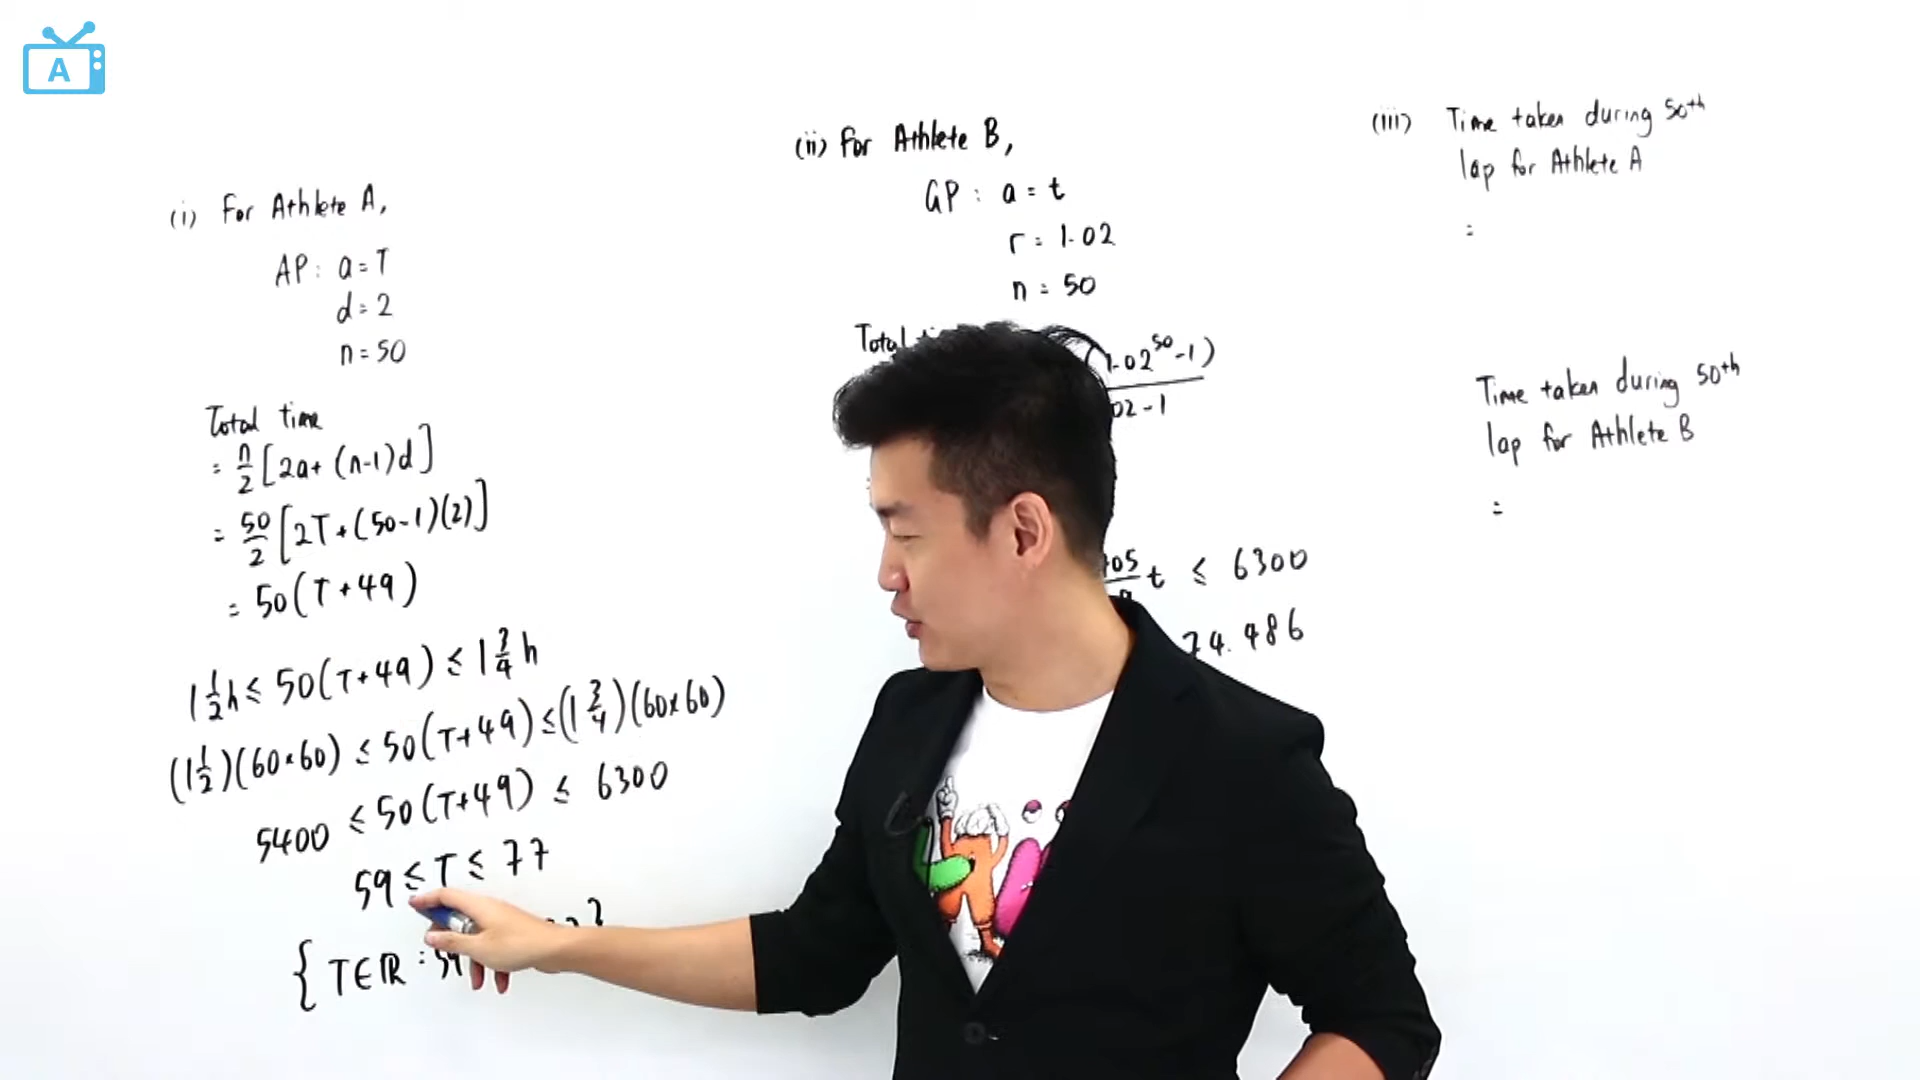 A
(i) For Athlete A,
AP: a = T
d = 2
n = 50
Total time
= n/2 [2a + (n-1)d]
= 50/2 [2T + (50-1)(2)]
= 50(T + 49)
1 1/2 h ≤ 50(T + 49) ≤ 1 3/4 h
(1 1/2)(60×60) ≤ 50(T+49) ≤ (1 3/4)(60×60)
5400 ≤ 50(T+49) ≤ 6300
59 ≤ T ≤ 77
{T∈ℝ : 59
(ii) For Athlete B,
GP: a = t
r = 1.02
n = 50
Total
1.02^50 - 1)
02 - 1
t ≤ 6300
74.486
(iii) Time taken during 50th
lap for Athlete A
=
Time taken during 50th
lap for Athlete B
=